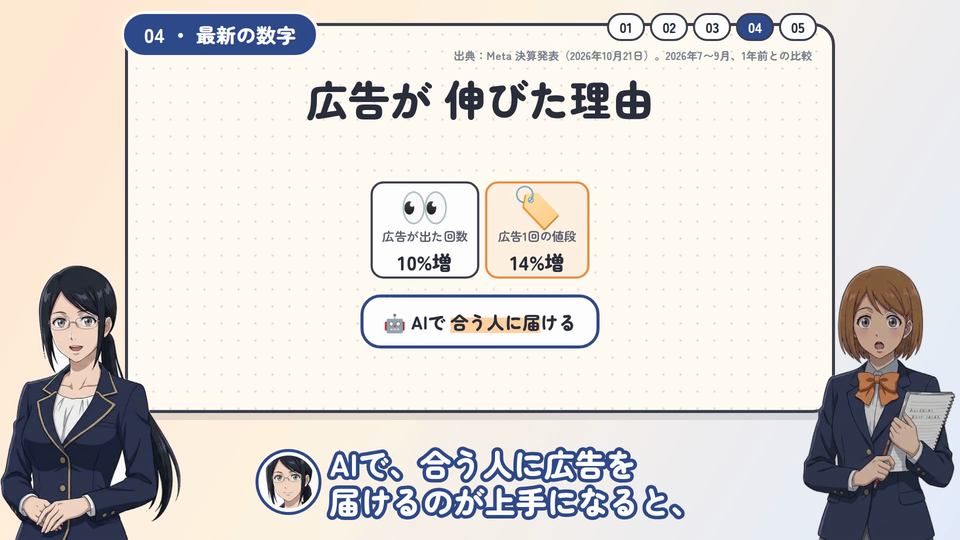 04 ・ 最新の数字
01 02 03 04 05
出典：Meta 決算発表（2026年10月21日）。2026年7〜9月、1年前との比較
広告が 伸びた理由
広告が出た回数
10%増
広告1回の値段
14%増
AIで 合う人に届ける
AIで、合う人に広告を
届けるのが上手になると、